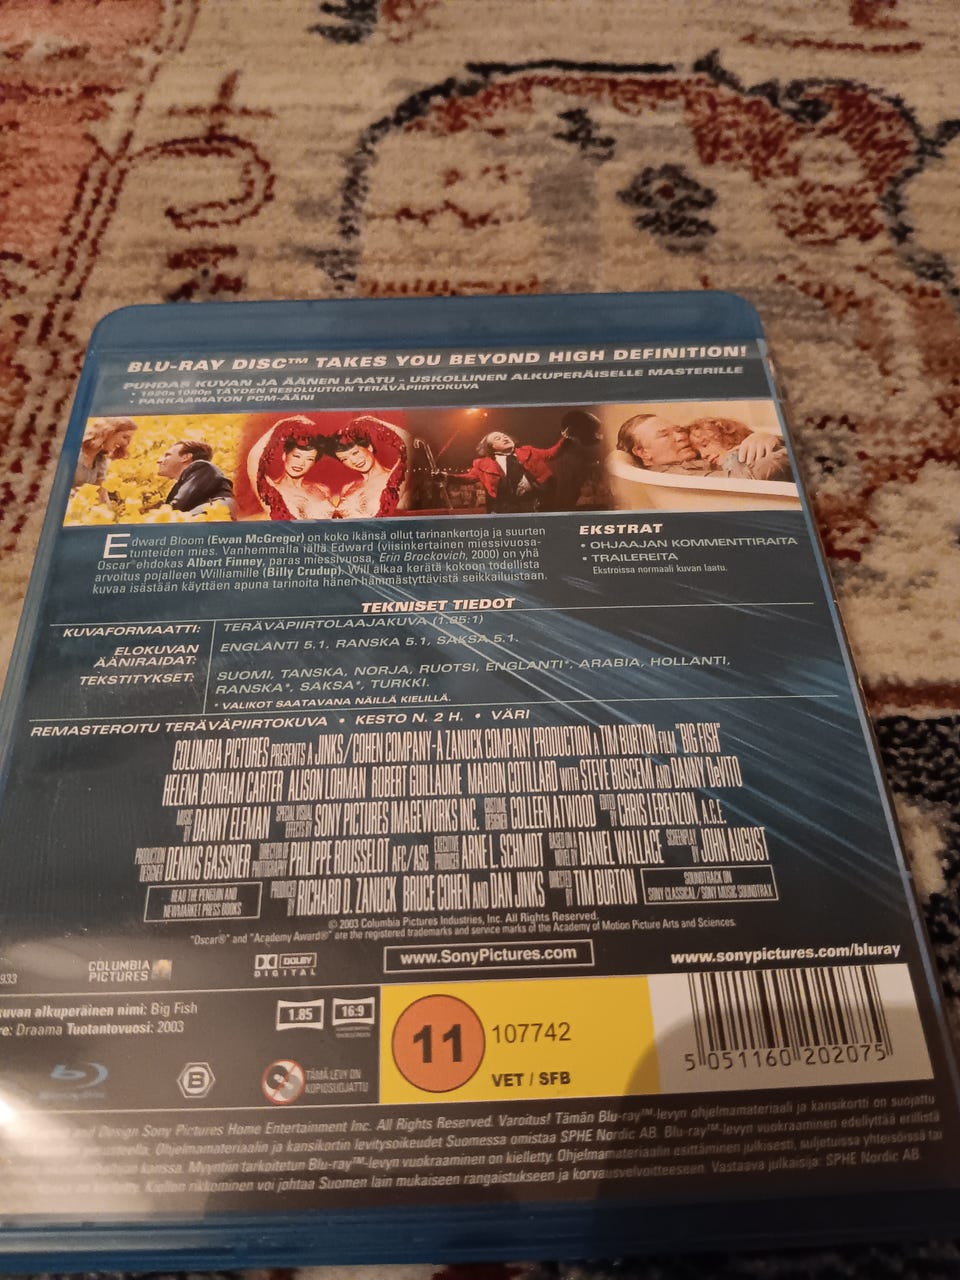 BLU-RAY DISC™ TAKES YOU BEYOND HIGH DEFINITION!
PUHDAS KUVAN JA ÄÄNEN LAATU - USKOLLINEN ALKUPERÄISELLE MASTERILLE
• 1920x1080p TÄYDEN RESOLUUTION TERÄVÄPIIRTOKUVA
• PAKKAAMATON PCM-ÄÄNI
Edward Bloom (Ewan McGregor) on koko ikänsä ollut tarinankertoja ja suurten
tunteiden mies. Vanhemmalla iällä Edward (viisinkertainen miessivuosa-
Oscar®ehdokas Albert Finney, paras miessivuosa, Erin Brockovich, 2000) on yhä
arvoitus pojalleen Williamille (Billy Crudup). Will alkaa kerätä kokoon todellista
kuvaa isästään käyttäen apuna tarinoita hänen hämmästyttävistä seikkailuistaan.
EKSTRAT
• OHJAAJAN KOMMENTTIRAITA
• TRAILEREITA
Ekstroissa normaali kuvan laatu.
TEKNISET TIEDOT
KUVAFORMAATTI: TERÄVÄPIIRTOLAAJAKUVA (1.85:1)
ELOKUVAN ÄÄNIRAIDAT: ENGLANTI 5.1, RANSKA 5.1, SAKSA 5.1.
TEKSTITYKSET: SUOMI, TANSKA, NORJA, RUOTSI, ENGLANTI*, ARABIA, HOLLANTI,
RANSKA*, SAKSA*, TURKKI.
* VALIKOT SAATAVANA NÄILLÄ KIELILLÄ.
REMASTEROITU TERÄVÄPIIRTOKUVA • KESTO N. 2 H. • VÄRI
COLUMBIA PICTURES PRESENTS A JINKS/COHEN COMPANY-A ZANUCK COMPANY PRODUCTION A TIM BURTON FILM "BIG FISH"
HELENA BONHAM CARTER ALISON LOHMAN ROBERT GUILLAUME MARION COTILLARD WITH STEVE BUSCEMI AND DANNY DeVITO
MUSIC BY DANNY ELFMAN SPECIAL VISUAL EFFECTS BY SONY PICTURES IMAGEWORKS INC. COSTUME DESIGNER COLLEEN ATWOOD EDITED BY CHRIS LEBENZON, A.C.E.
PRODUCTION DESIGNER DENNIS GASSNER DIRECTOR OF PHOTOGRAPHY PHILIPPE ROUSSELOT AFC/ASC EXECUTIVE PRODUCER ARNE L. SCHMIDT BASED ON A NOVEL BY DANIEL WALLACE SCREENPLAY BY JOHN AUGUST
READ THE PENGUIN AND NEWMARKET PRESS BOOKS PRODUCED BY RICHARD D. ZANUCK BRUCE COHEN AND DAN JINKS DIRECTED BY TIM BURTON SOUNDTRACK ON SONY CLASSICAL/SONY MUSIC SOUNDTRAX
© 2003 Columbia Pictures Industries, Inc. All Rights Reserved.
"Oscar®" and "Academy Award®" are the registered trademarks and service marks of the Academy of Motion Picture Arts and Sciences.
933
COLUMBIA PICTURES
DOLBY DIGITAL
www.SonyPictures.com
www.sonypictures.com/bluray
kuvan alkuperäinen nimi: Big Fish
re: Draama Tuotantovuosi: 2003
1.85
16:9
B
TÄMÄ LEVY ON KOPIOSUOJATTU
11
107742
VET / SFB
5 051160 202075
and Design Sony Pictures Home Entertainment Inc. All Rights Reserved. Varoitus! Tämän Blu-ray™-levyn ohjelmamateriaali ja kansikortti on suojattu
Ohjelmamateriaalin ja kansikortin levitysoikeudet Suomessa omistaa SPHE Nordic AB. Blu-ray™-levyn vuokraaminen edellyttää erillistä
kanssa. Myyntiin tarkoitetun Blu-ray™-levyn vuokraaminen on kielletty. Ohjelmamateriaalin esittäminen julkisesti, suljetuissa yhteisöissä tai
kielletty. Kiellon rikkominen voi johtaa Suomen lain mukaiseen rangaistukseen ja korvausvelvoitteeseen. Vastaava julkaisija: SPHE Nordic AB.